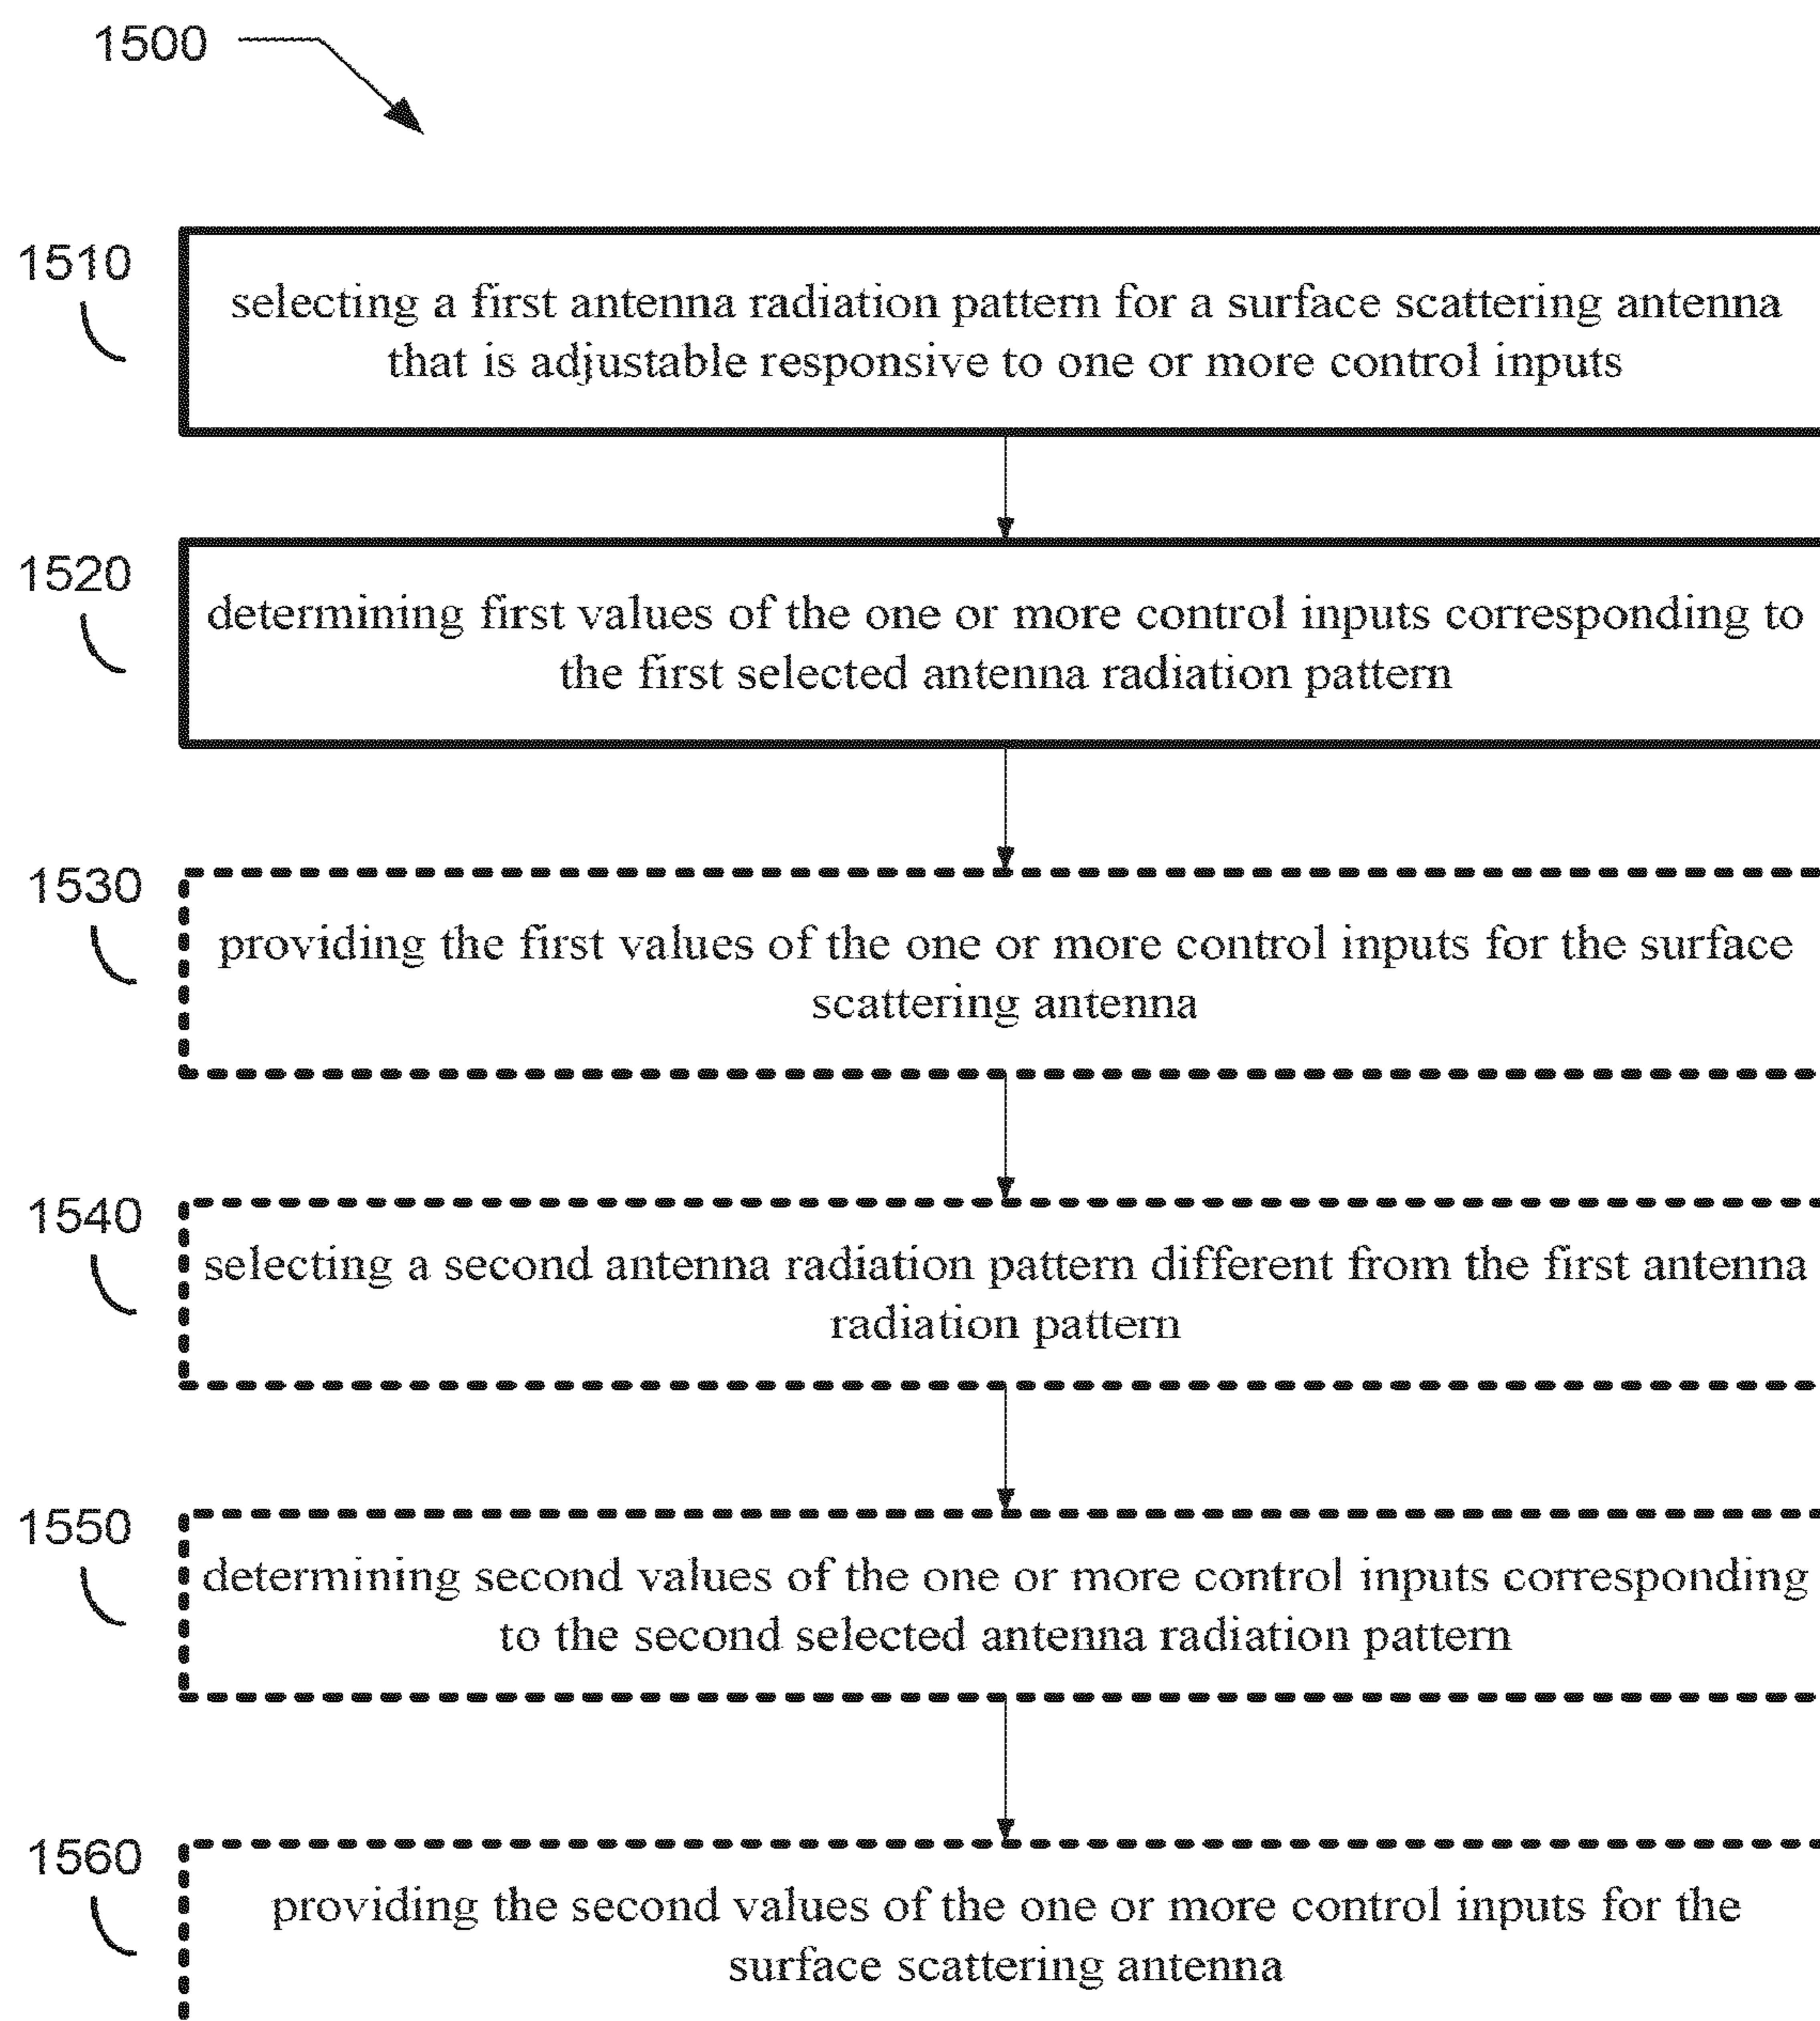 1500
1510
selecting a first antenna radiation pattern for a surface scattering antenna
that is adjustable responsive to one or more control inputs
1520
determining first values of the one or more control inputs corresponding to
the first selected antenna radiation pattern
1530
providing the first values of the one or more control inputs for the surface
scattering antenna
1540
selecting a second antenna radiation pattern different from the first antenna
radiation pattern
1550
determining second values of the one or more control inputs corresponding
to the second selected antenna radiation pattern
1560
providing the second values of the one or more control inputs for the
surface scattering antenna